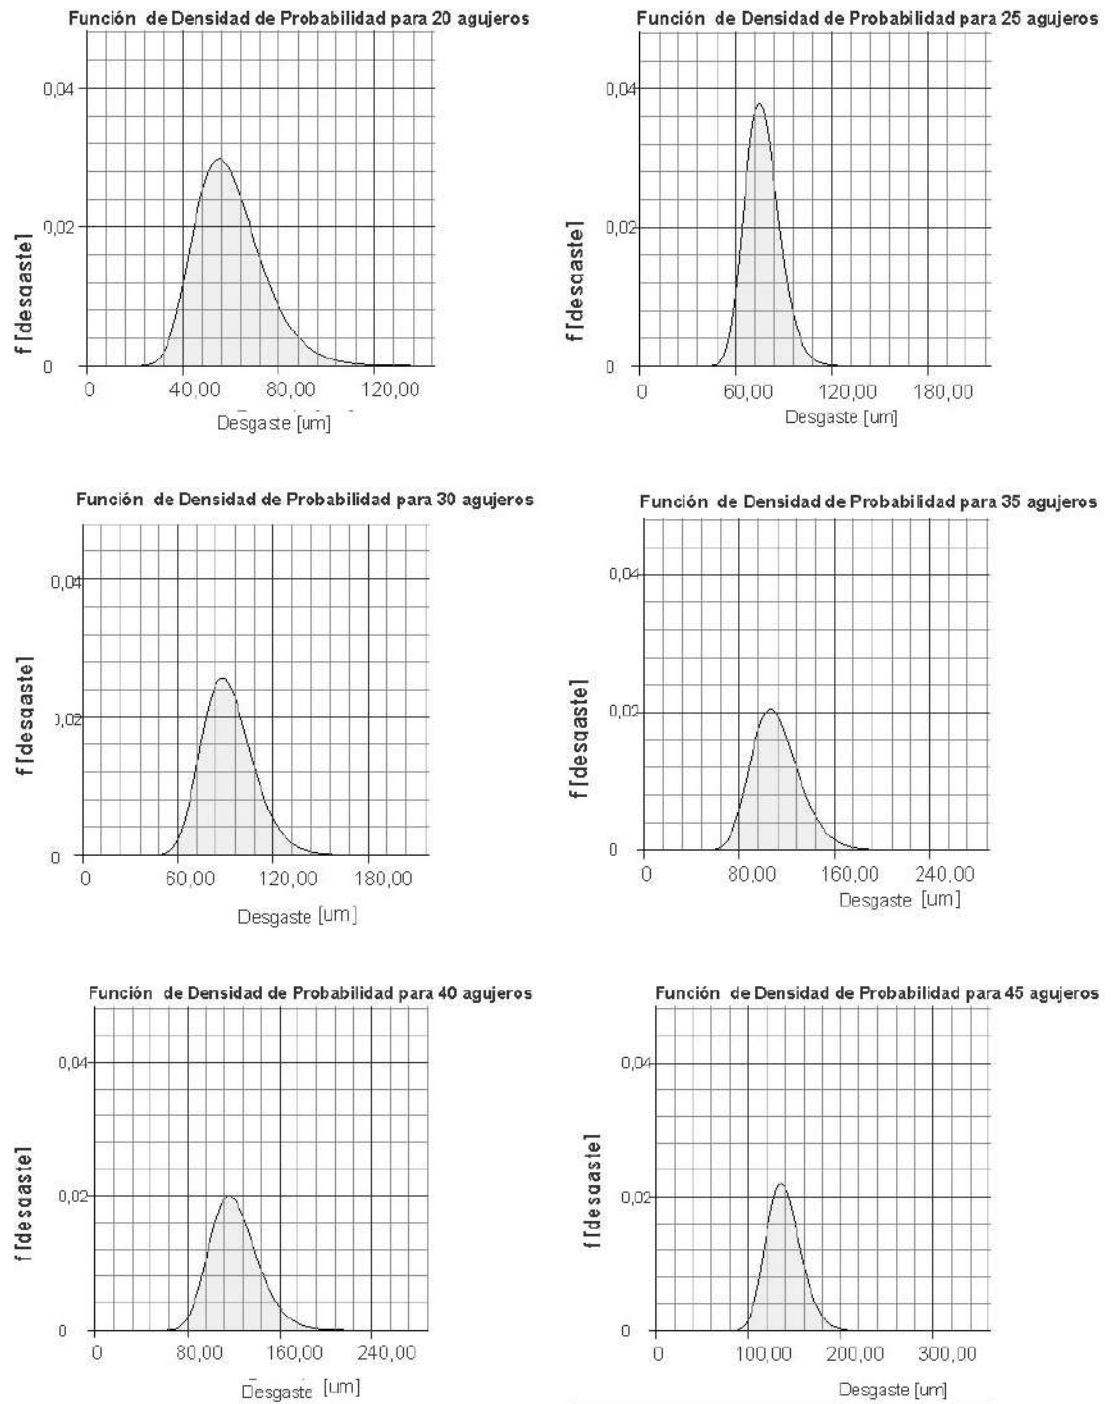 Función de Densidad de Probabilidad para 20 agujeros
0,04
0,02
0
f [desgaste]
0 40,00 80,00 120,00
Desgaste [um]
Función de Densidad de Probabilidad para 25 agujeros
0,04
0,02
0
f [desgaste]
0 60,00 120,00 180,00
Desgaste [um]
Función de Densidad de Probabilidad para 30 agujeros
0,04
0,02
0
f [desgaste]
0 60,00 120,00 180,00
Desgaste [um]
Función de Densidad de Probabilidad para 35 agujeros
0,04
0,02
0
f [desgaste]
0 80,00 160,00 240,00
Desgaste [um]
Función de Densidad de Probabilidad para 40 agujeros
0,04
0,02
0
f [desgaste]
0 80,00 160,00 240,00
Desgaste [um]
Función de Densidad de Probabilidad para 45 agujeros
0,04
0,02
0
f [desgaste]
0 100,00 200,00 300,00
Desgaste [um]